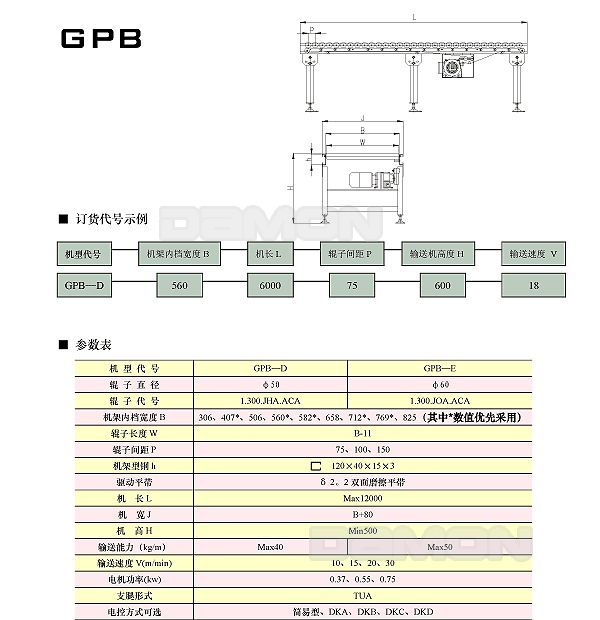 GPB
L
P
J
B
W
h
H
DAMON
■ 订货代号示例
机型代号 机架内档宽度 B 机长 L 辊子间距 P 输送机高度 H 输送速度 V
GPB—D 560 6000 75 600 18
■ 参数表
机 型 代 号 GPB—D GPB—E
辊 子 直 径 φ50 φ60
辊 子 代 号 1.300.JHA.ACA 1.300.JOA.ACA
机架内档宽度 B 306、407*、506、560*、582*、658、712*、769*、825（其中*数值优先采用）
辊子长度 W B-11
辊子间距 P 75、100、150
机架型钢 h 120×40×15×3
驱动平带 δ 2。2 双面磨擦平带
机 长 L Max12000
机 宽 J B+80
机 高 H Min500
DAMON
输送能力（kg/m） Max40 Max50
输送速度 V(m/min) 10、15、20、30
电机功率(kw) 0.37、0.55、0.75
支腿形式 TUA
电控方式可选 简易型、DKA、DKB、DKC、DKD